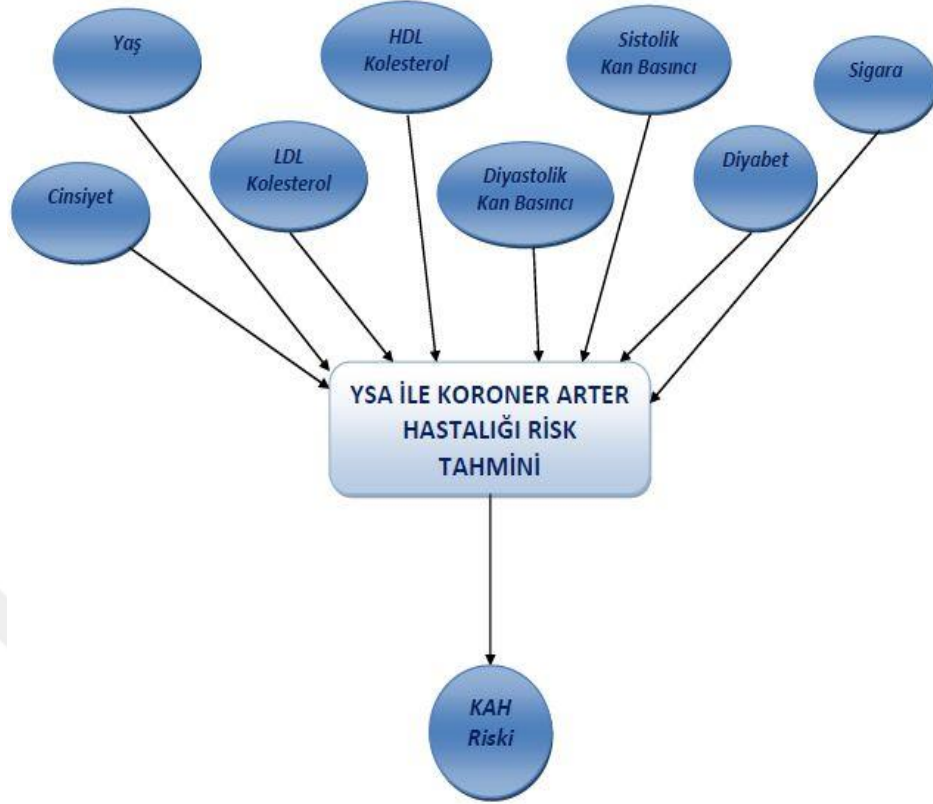 Yaş
HDL
Kolesterol
Sistolik
Kan Basıncı
Sigara
LDL
Kolesterol
Diyastolik
Kan Basıncı
Diyabet
Cinsiyet
YSA İLE KORONER ARTER
HASTALIĞI RİSK
TAHMİNİ
KAH
Riski